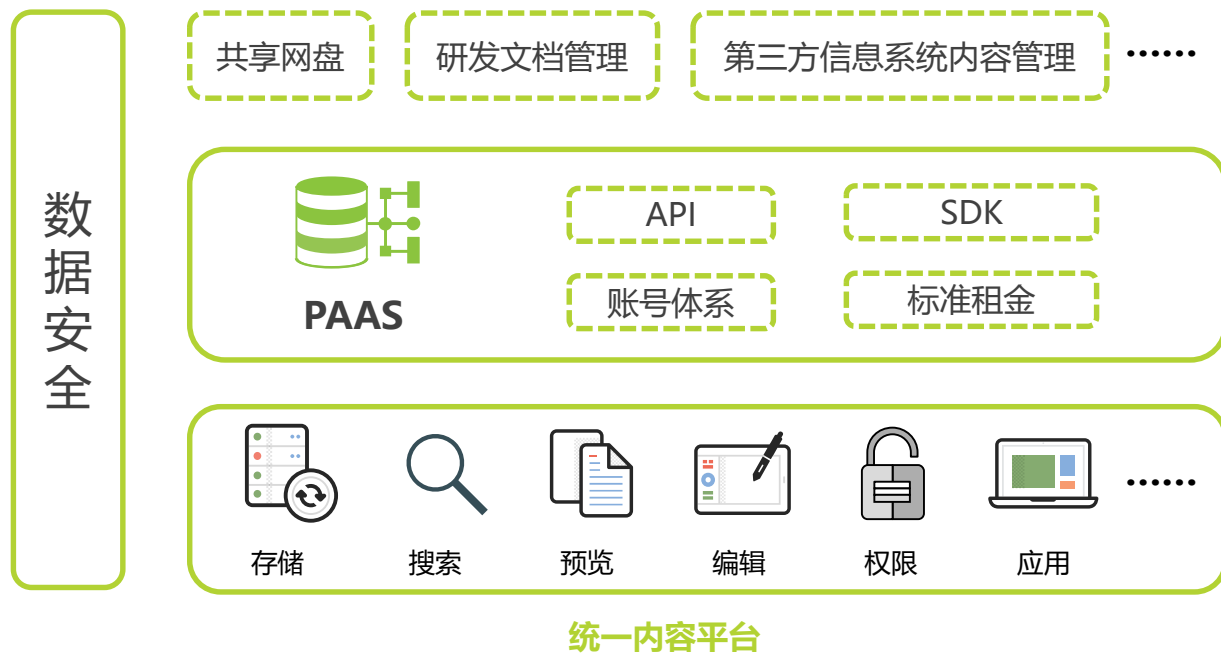 数据安全
共享网盘
研发文档管理
第三方信息系统内容管理
······
PAAS
API
SDK
账号体系
标准租金
存储
搜索
预览
编辑
权限
应用
······
统一内容平台